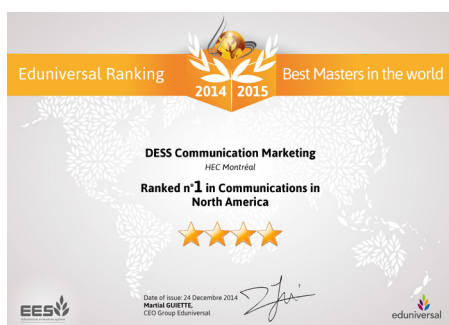 Eduniversal Ranking
2014 2015
Best Masters in the world
DESS Communication Marketing
HEC Montréal
Ranked n°1 in Communications in
North America
Date of issue: 24 Decembre 2014
Martial GUIETTE,
CEO Group Eduniversal
EES
eduniversal